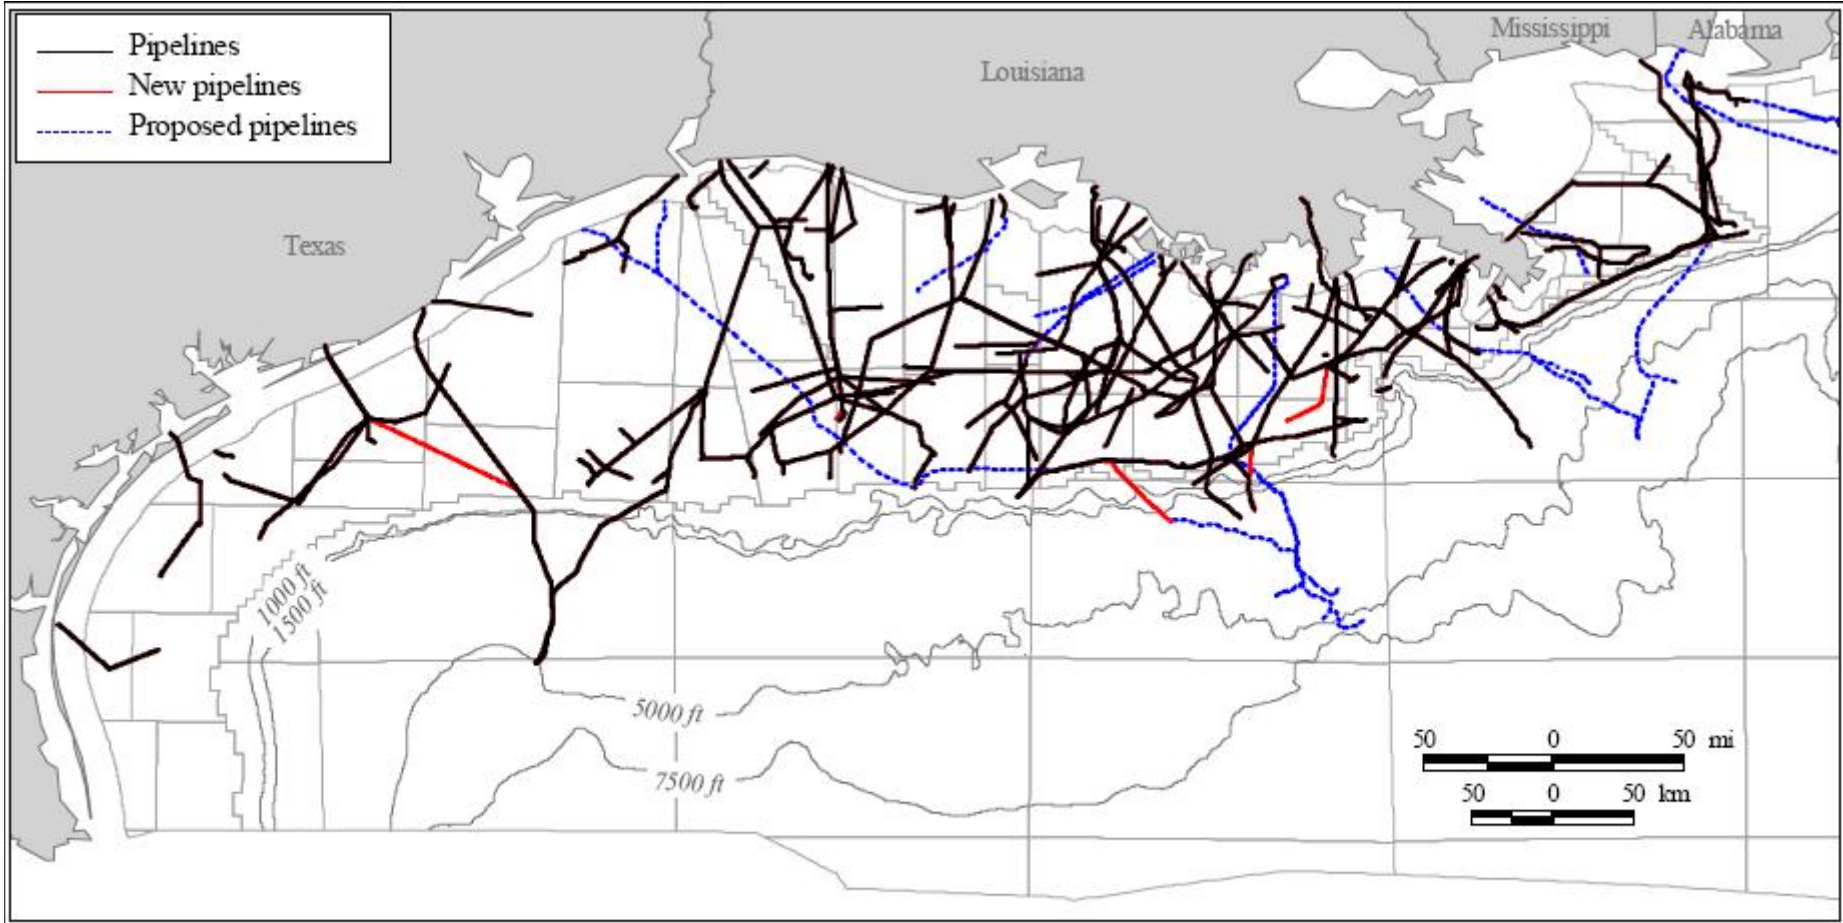 Pipelines
New pipelines
Proposed pipelines
Mississippi
Alabama
Louisiana
Texas
1000 ft
1500 ft
5000 ft
7500 ft
50 0 50 mi
50 0 50 km